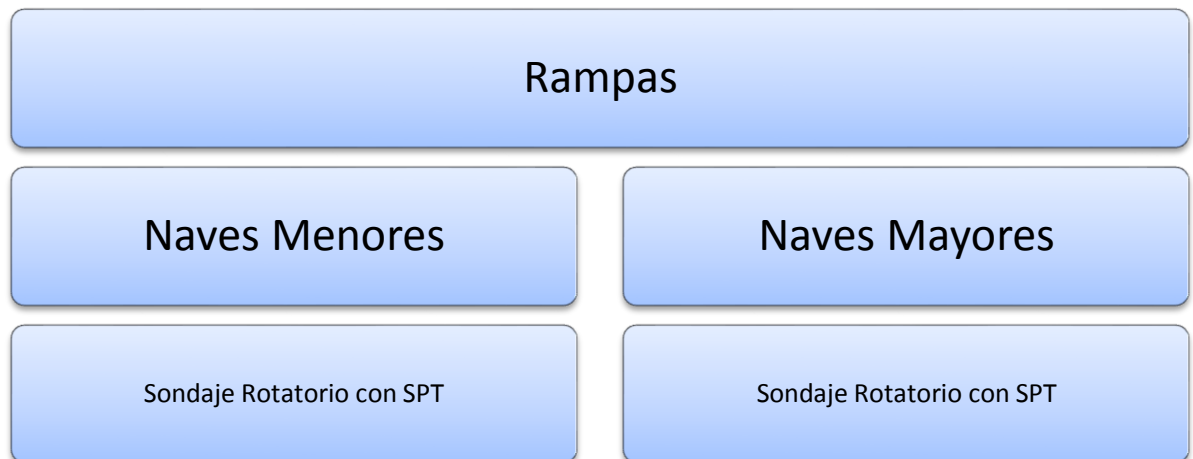 Rampas
Naves Menores
Naves Mayores
Sondaje Rotatorio con SPT
Sondaje Rotatorio con SPT